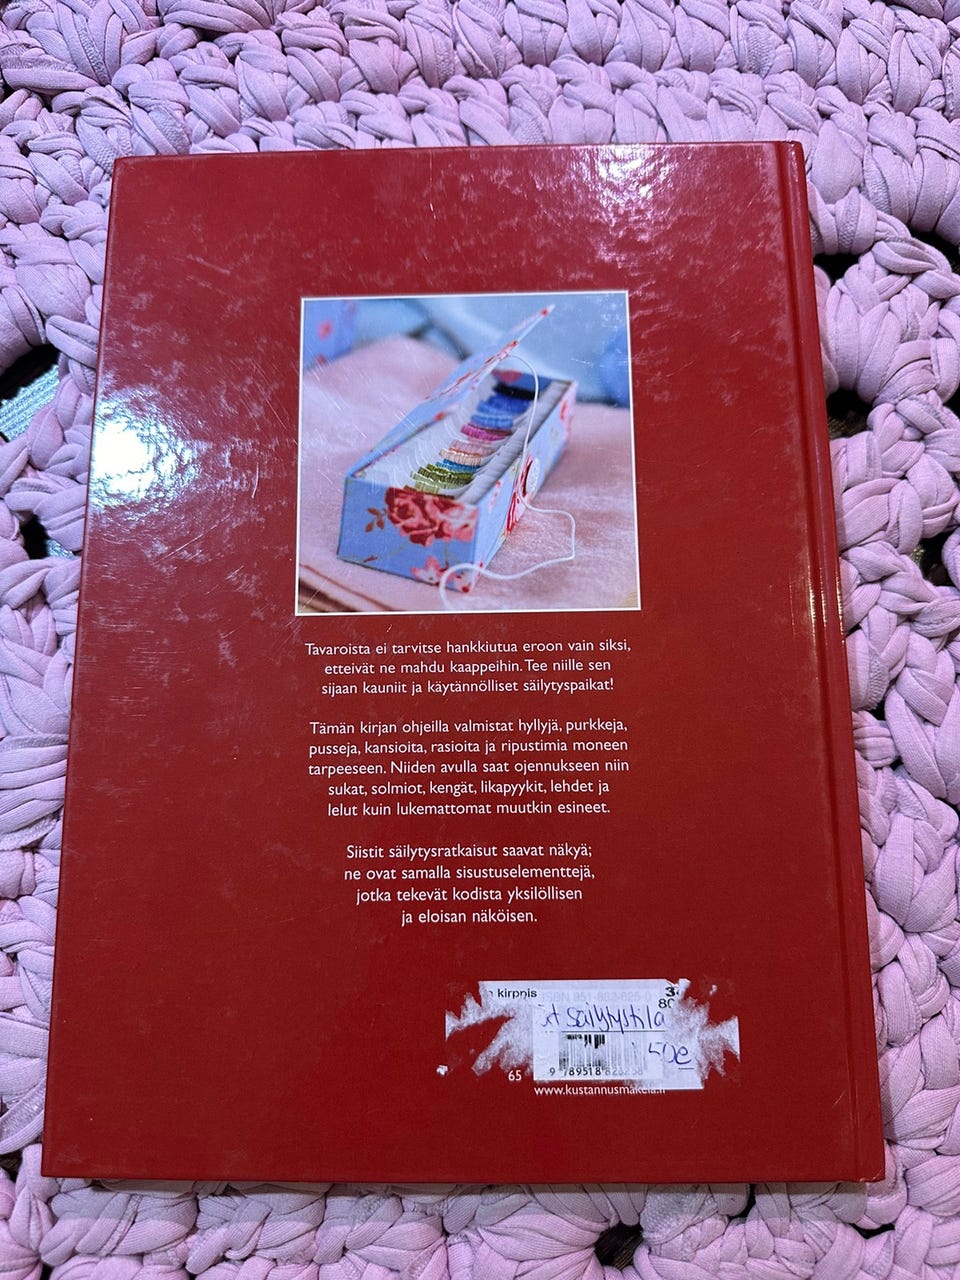 Tavaroista ei tarvitse hankkiutua eroon vain siksi,
etteivät ne mahdu kaappeihin. Tee niille sen
sijaan kauniit ja käytännölliset säilytyspaikat!
Tämän kirjan ohjeilla valmistat hyllyjä, purkkeja,
pusseja, kansioita, rasioita ja ripustimia moneen
tarpeeseen. Niiden avulla saat ojennukseen niin
sukat, solmiot, kengät, likapyykit, lehdet ja
lelut kuin lukemattomat muutkin esineet.
Siistit säilytysratkaisut saavat näkyä;
ne ovat samalla sisustuselementtejä,
jotka tekevät kodista yksilöllisen
ja eloisan näköisen.
kirppis
säilytystila
65
www.kustannusmakela.fi